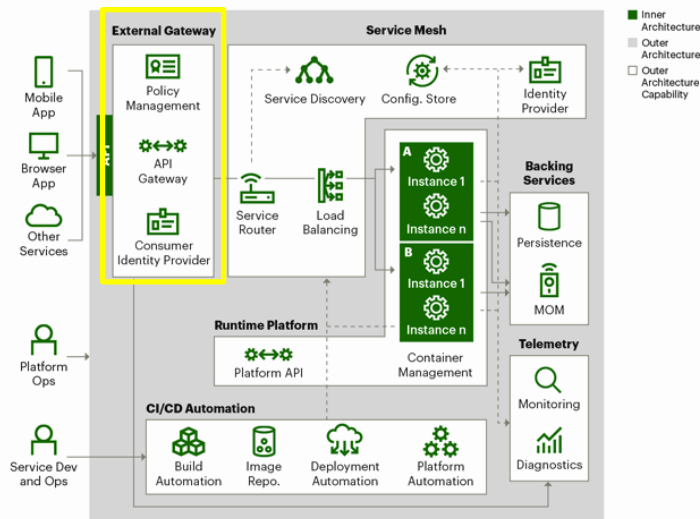 External Gateway
Service Mesh
Inner
Architecture
Outer
Architecture
Outer
Architecture
Capability
Mobile
App
Browser
App
Other
Services
API
Policy
Management
API
Gateway
Consumer
Identity Provider
Service Discovery
Config. Store
Identity
Provider
Service
Router
Load
Balancing
A
Instance 1
Instance n
B
Instance 1
Instance n
Container
Management
Backing
Services
Persistence
MOM
Runtime Platform
Platform API
Telemetry
Monitoring
Diagnostics
Platform
Ops
Service Dev
and Ops
CI/CD Automation
Build
Automation
Image
Repo.
Deployment
Automation
Platform
Automation